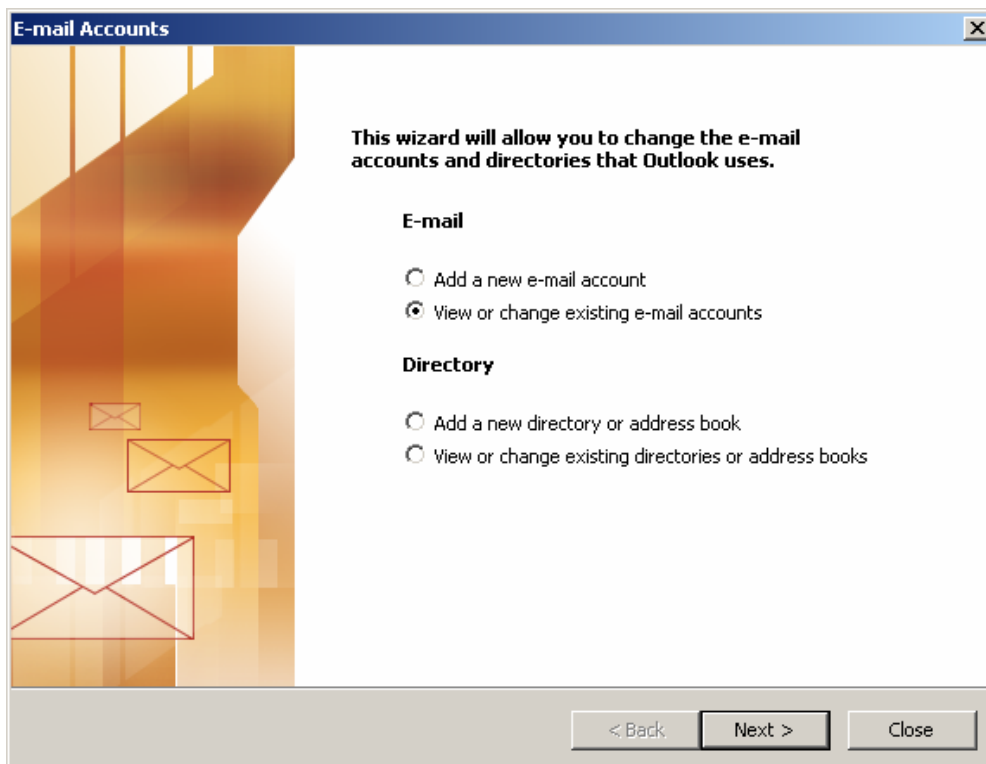 E-mail Accounts
This wizard will allow you to change the e-mail
accounts and directories that Outlook uses.
E-mail
Add a new e-mail account
View or change existing e-mail accounts
Directory
Add a new directory or address book
View or change existing directories or address books
< Back
Next >
Close